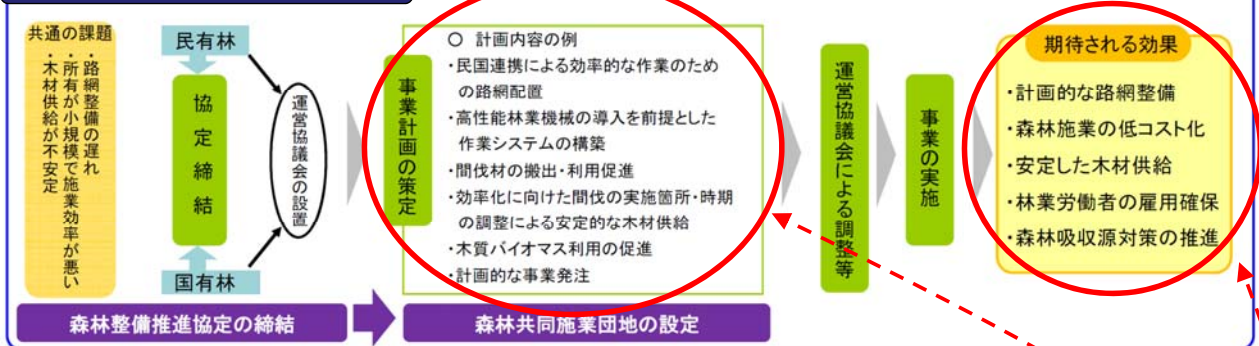 共通の課題
・路網整備の遅れ
・所有が小規模で施業効率が悪い
・木材供給が不安定
民有林
協定締結
国有林
運営協議会の設置
森林整備推進協定の締結
事業計画の策定
○ 計画内容の例
・民国連携による効率的な作業のため
の路網配置
・高性能林業機械の導入を前提とした
作業システムの構築
・間伐材の搬出・利用促進
・効率化に向けた間伐の実施箇所・時期
の調整による安定的な木材供給
・木質バイオマス利用の促進
・計画的な事業発注
森林共同施業団地の設定
運営協議会による調整等
事業の実施
期待される効果
・計画的な路網整備
・森林施業の低コスト化
・安定した木材供給
・林業労働者の雇用確保
・森林吸収源対策の推進